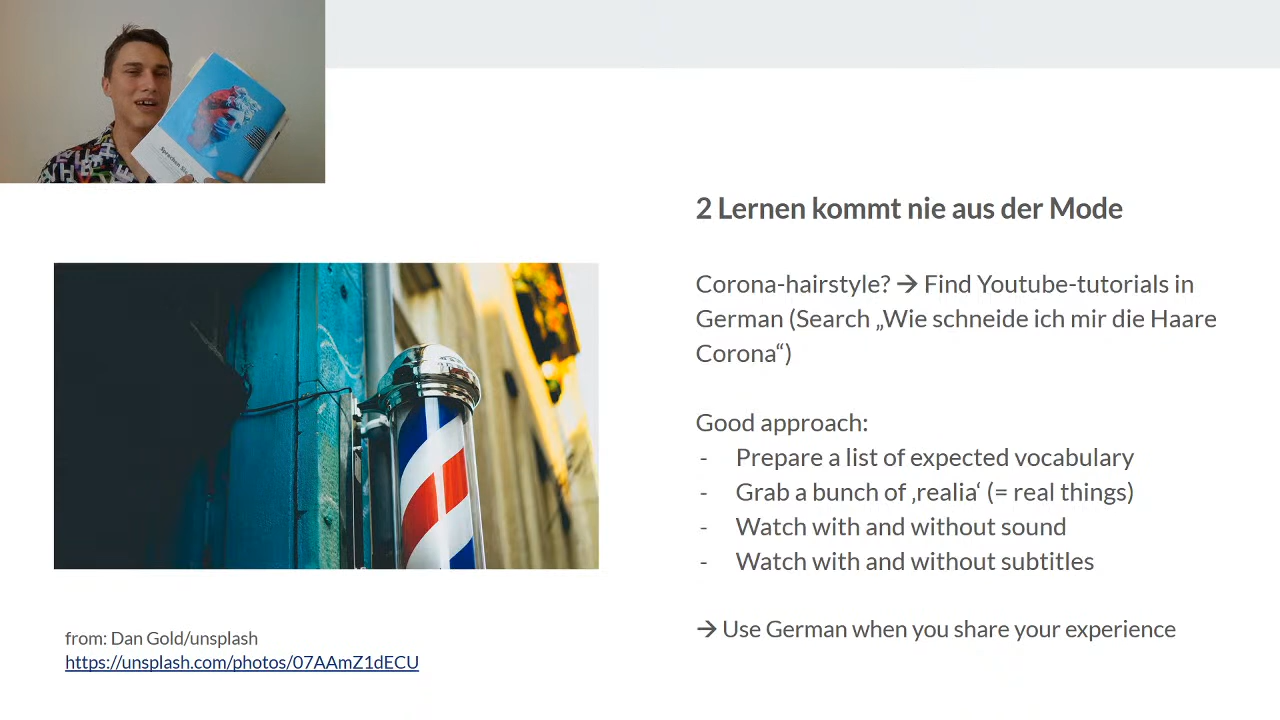 Sprachen
2 Lernen kommt nie aus der Mode
Corona-hairstyle? → Find Youtube-tutorials in
German (Search „Wie schneide ich mir die Haare
Corona“)
Good approach:
- Prepare a list of expected vocabulary
- Grab a bunch of ‚realia‘ (= real things)
- Watch with and without sound
- Watch with and without subtitles
→ Use German when you share your experience
from: Dan Gold/unsplash
https://unsplash.com/photos/07AAmZ1dECU